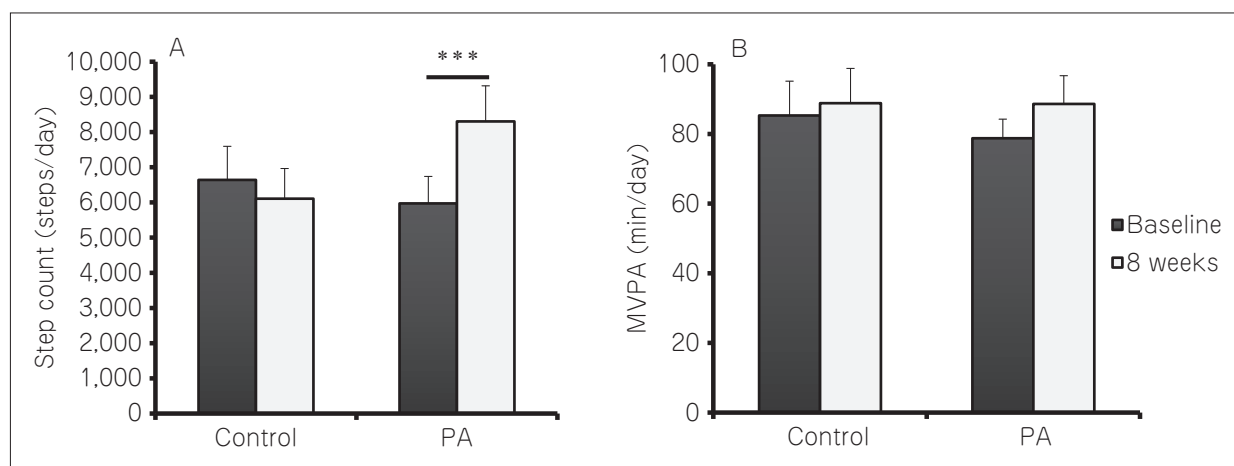 A
***
Step count (steps/day)
10,000
9,000
8,000
7,000
6,000
5,000
4,000
3,000
2,000
1,000
0
Control PA
B
MVPA (min/day)
100
80
60
40
20
0
Control PA
Baseline
8 weeks